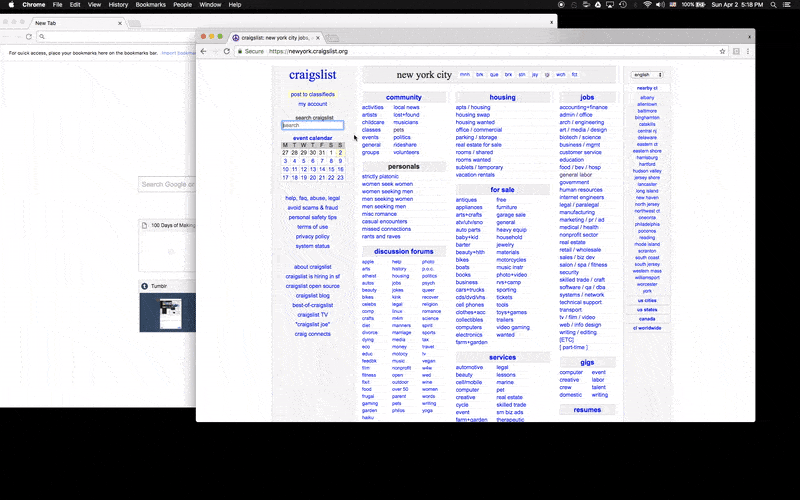 Chrome File Edit View History Bookmarks People Window Help
100% Sun Apr 2 5:18 PM
New Tab
For quick access, place your bookmarks here on the bookmarks bar. Import bookmarks
Search Google or
100 Days of Making
Tumblr
craigslist: new york city jobs,
Secure https://newyork.craigslist.org
craigslist
post to classifieds
my account
search craigslist
search
event calendar
M T W T F S S
27 28 29 30 31 1 2
3 4 5 6 7 8 9
10 11 12 13 14 15 16
17 18 19 20 21 22 23
help, faq, abuse, legal
avoid scams & fraud
personal safety tips
terms of use
privacy policy
system status
about craigslist
craigslist is hiring in sf
craigslist open source
craigslist blog
best-of-craigslist
craigslist TV
"craigslist joe"
craig connects
new york city mnh brk que brx stn jsy lgi wch fct
community
activities local news
artists lost+found
childcare musicians
classes pets
events politics
general rideshare
groups volunteers
personals
strictly platonic
women seek women
women seeking men
men seeking women
men seeking men
misc romance
casual encounters
missed connections
rants and raves
discussion forums
apple help photo
arts history p.o.c.
atheist housing politics
autos jobs psych
beauty jokes queer
bikes kink recover
celebs legal religion
comp linux romance
crafts m4m science
diet manners spirit
divorce marriage sports
dying media tax
eco money travel
educ motocy tv
feedbk music vegan
film nonprofit w4w
fitness open wed
fixit outdoor wine
food over 50 women
frugal parent words
gaming pets writing
garden philos yoga
haiku
housing
apts / housing
housing swap
housing wanted
office / commercial
parking / storage
real estate for sale
rooms / shared
rooms wanted
sublets / temporary
vacation rentals
for sale
antiques free
appliances furniture
arts+crafts garage sale
atv/utv/sno general
auto parts heavy equip
baby+kid household
barter jewelry
beauty+hlth materials
bikes motorcycles
boats music instr
books photo+video
business rvs+camp
cars+trucks sporting
cds/dvd/vhs tickets
cell phones tools
clothes+acc toys+games
collectibles trailers
computers video gaming
electronics wanted
farm+garden
services
automotive legal
beauty lessons
cell/mobile marine
computer pet
creative real estate
cycle skilled trade
event sm biz ads
farm+garden therapeutic
jobs
accounting+finance
admin / office
arch / engineering
art / media / design
biotech / science
business / mgmt
customer service
education
food / bev / hosp
general labor
government
human resources
internet engineers
legal / paralegal
manufacturing
marketing / pr / ad
medical / health
nonprofit sector
real estate
retail / wholesale
sales / biz dev
salon / spa / fitness
security
skilled trade / craft
software / qa / dba
systems / network
technical support
transport
tv / film / video
web / info design
writing / editing
[ETC]
[ part-time ]
gigs
computer event
creative labor
crew talent
domestic writing
resumes
english
nearby cl
albany
allentown
baltimore
binghamton
catskills
central nj
delaware
eastern ct
eastern shore
harrisburg
hartford
hudson valley
jersey shore
lancaster
long island
new haven
north jersey
northwest ct
oneonta
philadelphia
poconos
reading
rhode island
scranton
south coast
south jersey
western mass
williamsport
worcester
york
us cities
us states
canada
cl worldwide